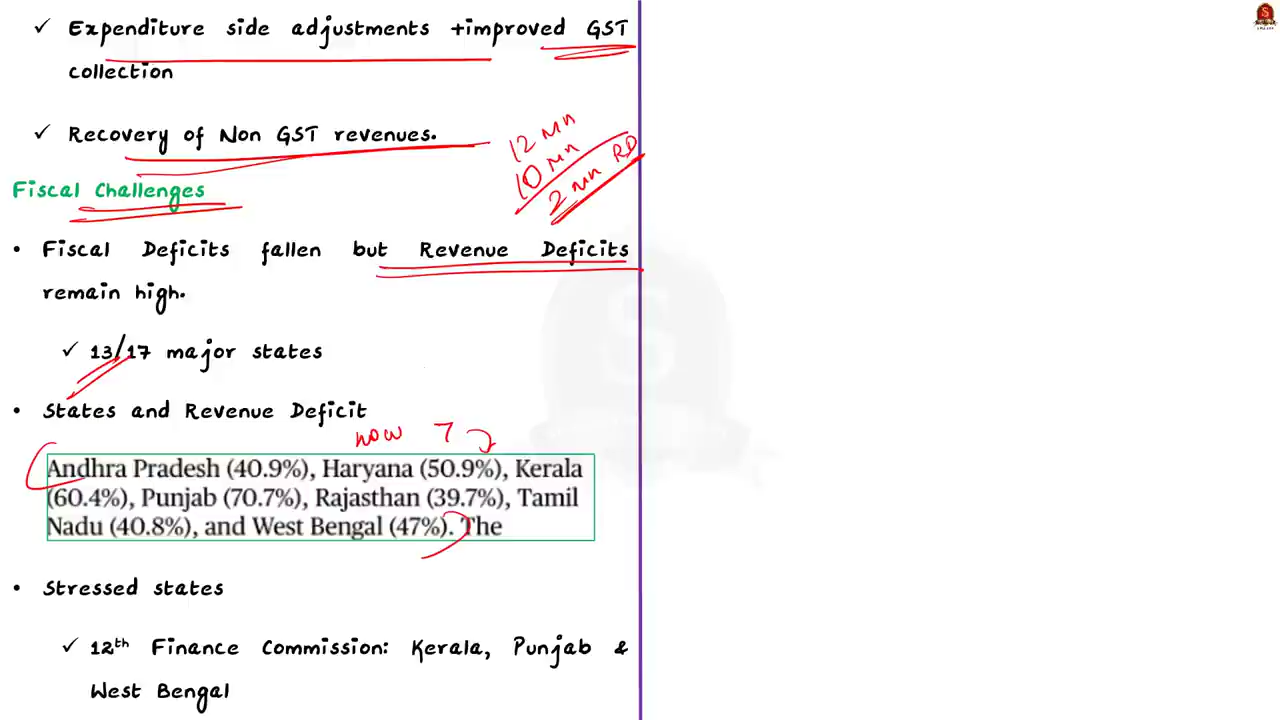 ✓ Expenditure side adjustments +improved GST
collection
✓ Recovery of Non GST revenues.
12 Mn
10 Mn
2 Mn RD
Fiscal Challenges
• Fiscal Deficits fallen but Revenue Deficits
remain high.
✓ 13/17 major states
• States and Revenue Deficit
now 7
Andhra Pradesh (40.9%), Haryana (50.9%), Kerala
(60.4%), Punjab (70.7%), Rajasthan (39.7%), Tamil
Nadu (40.8%), and West Bengal (47%). The
• Stressed states
✓ 12th Finance Commission: Kerala, Punjab &
West Bengal